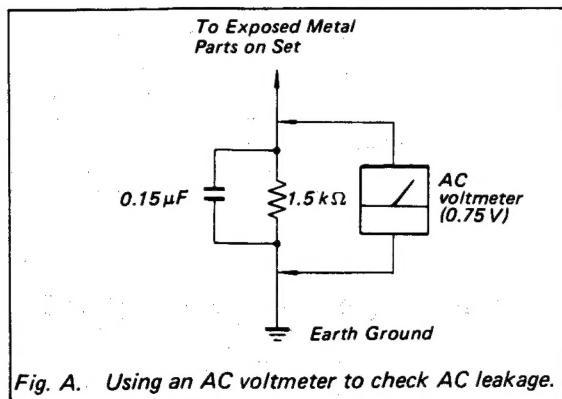 To Exposed Metal
Parts on Set
0.15μF
1.5kΩ
AC
voltmeter
(0.75V)
Earth Ground
Fig. A. Using an AC voltmeter to check AC leakage.